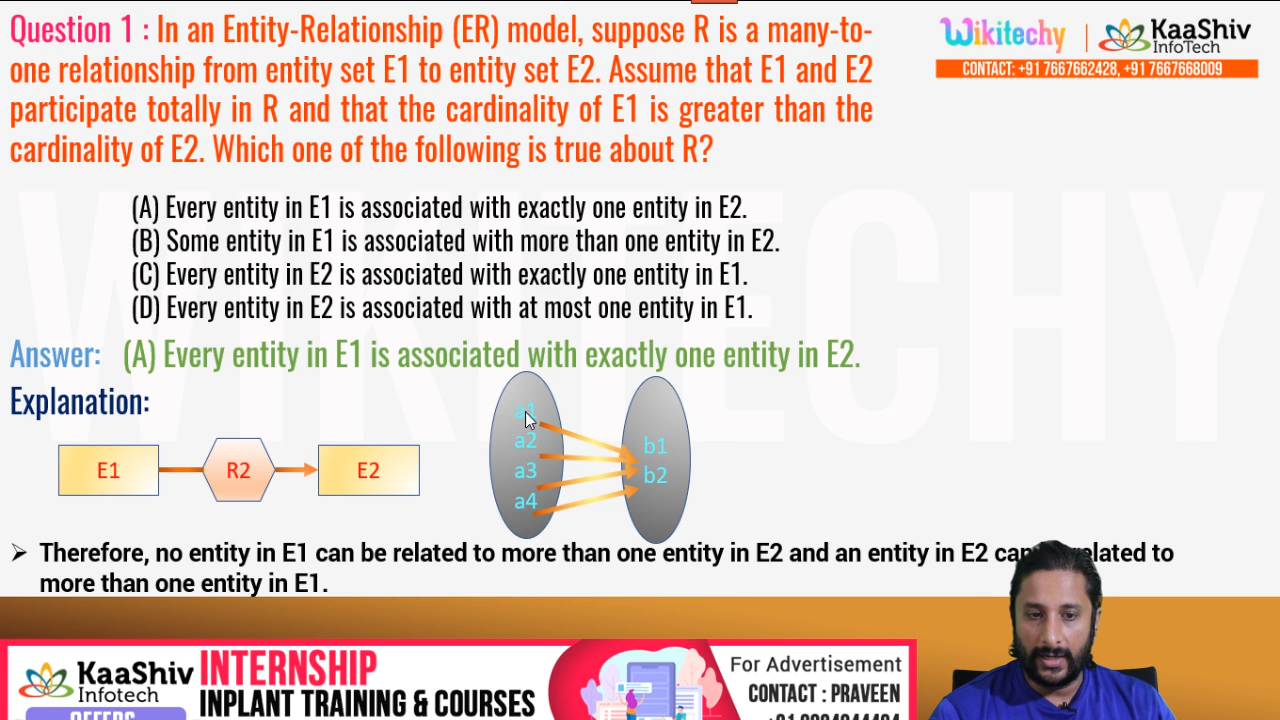 Question 1 : In an Entity-Relationship (ER) model, suppose R is a many-to-
one relationship from entity set E1 to entity set E2. Assume that E1 and E2
participate totally in R and that the cardinality of E1 is greater than the
cardinality of E2. Which one of the following is true about R?
Wikitechy
KaaShiv
InfoTech
CONTACT: +91 7667662428, +91 7667668009
(A) Every entity in E1 is associated with exactly one entity in E2.
(B) Some entity in E1 is associated with more than one entity in E2.
(C) Every entity in E2 is associated with exactly one entity in E1.
(D) Every entity in E2 is associated with at most one entity in E1.
Answer: (A) Every entity in E1 is associated with exactly one entity in E2.
Explanation:
E1
R2
E2
a1
a2
a3
a4
b1
b2
WIKITECHY
➢ Therefore, no entity in E1 can be related to more than one entity in E2 and an entity in E2 can related to
more than one entity in E1.
KaaShiv
Infotech
OFFERS
INTERNSHIP
INPLANT TRAINING & COURSES
For Advertisement
CONTACT : PRAVEEN